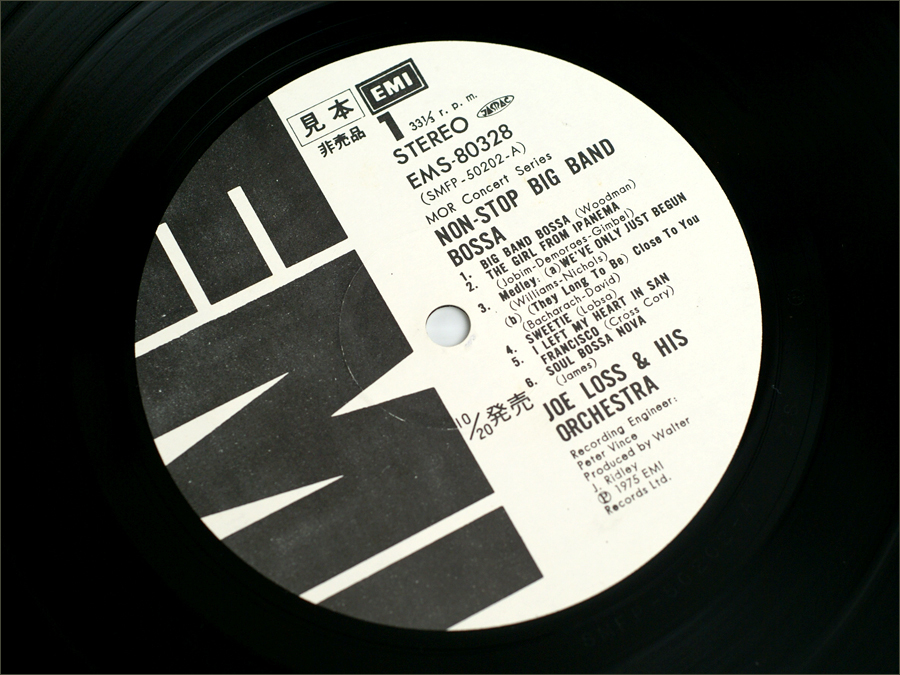 見本
非売品
EMI
1
33⅓ r. p. m.
JASRAC
STEREO
EMS-80328
(SMFP-50202-A)
MOR Concert Series
NON-STOP BIG BAND
BOSSA
1. BIG BAND BOSSA (Woodman)
2. THE GIRL FROM IPANEMA
(Jobim-Demoraes-Gimbel)
3. Medley: (a) WE'VE ONLY JUST BEGUN
(Williams-Nichols)
(b) (They Long To Be) Close To You
(Bacharach-David)
4. SWEETIE (Lobsa)
5. I LEFT MY HEART IN SAN
FRANCISCO (Cross Cory)
6. SOUL BOSSA NOVA
(James)
10/20発売
JOE LOSS & HIS
ORCHESTRA
Recording Engineer:
Peter Vince
Produced by Walter
J. Ridley
Ⓟ 1975 EMI
Records Ltd.
EMI